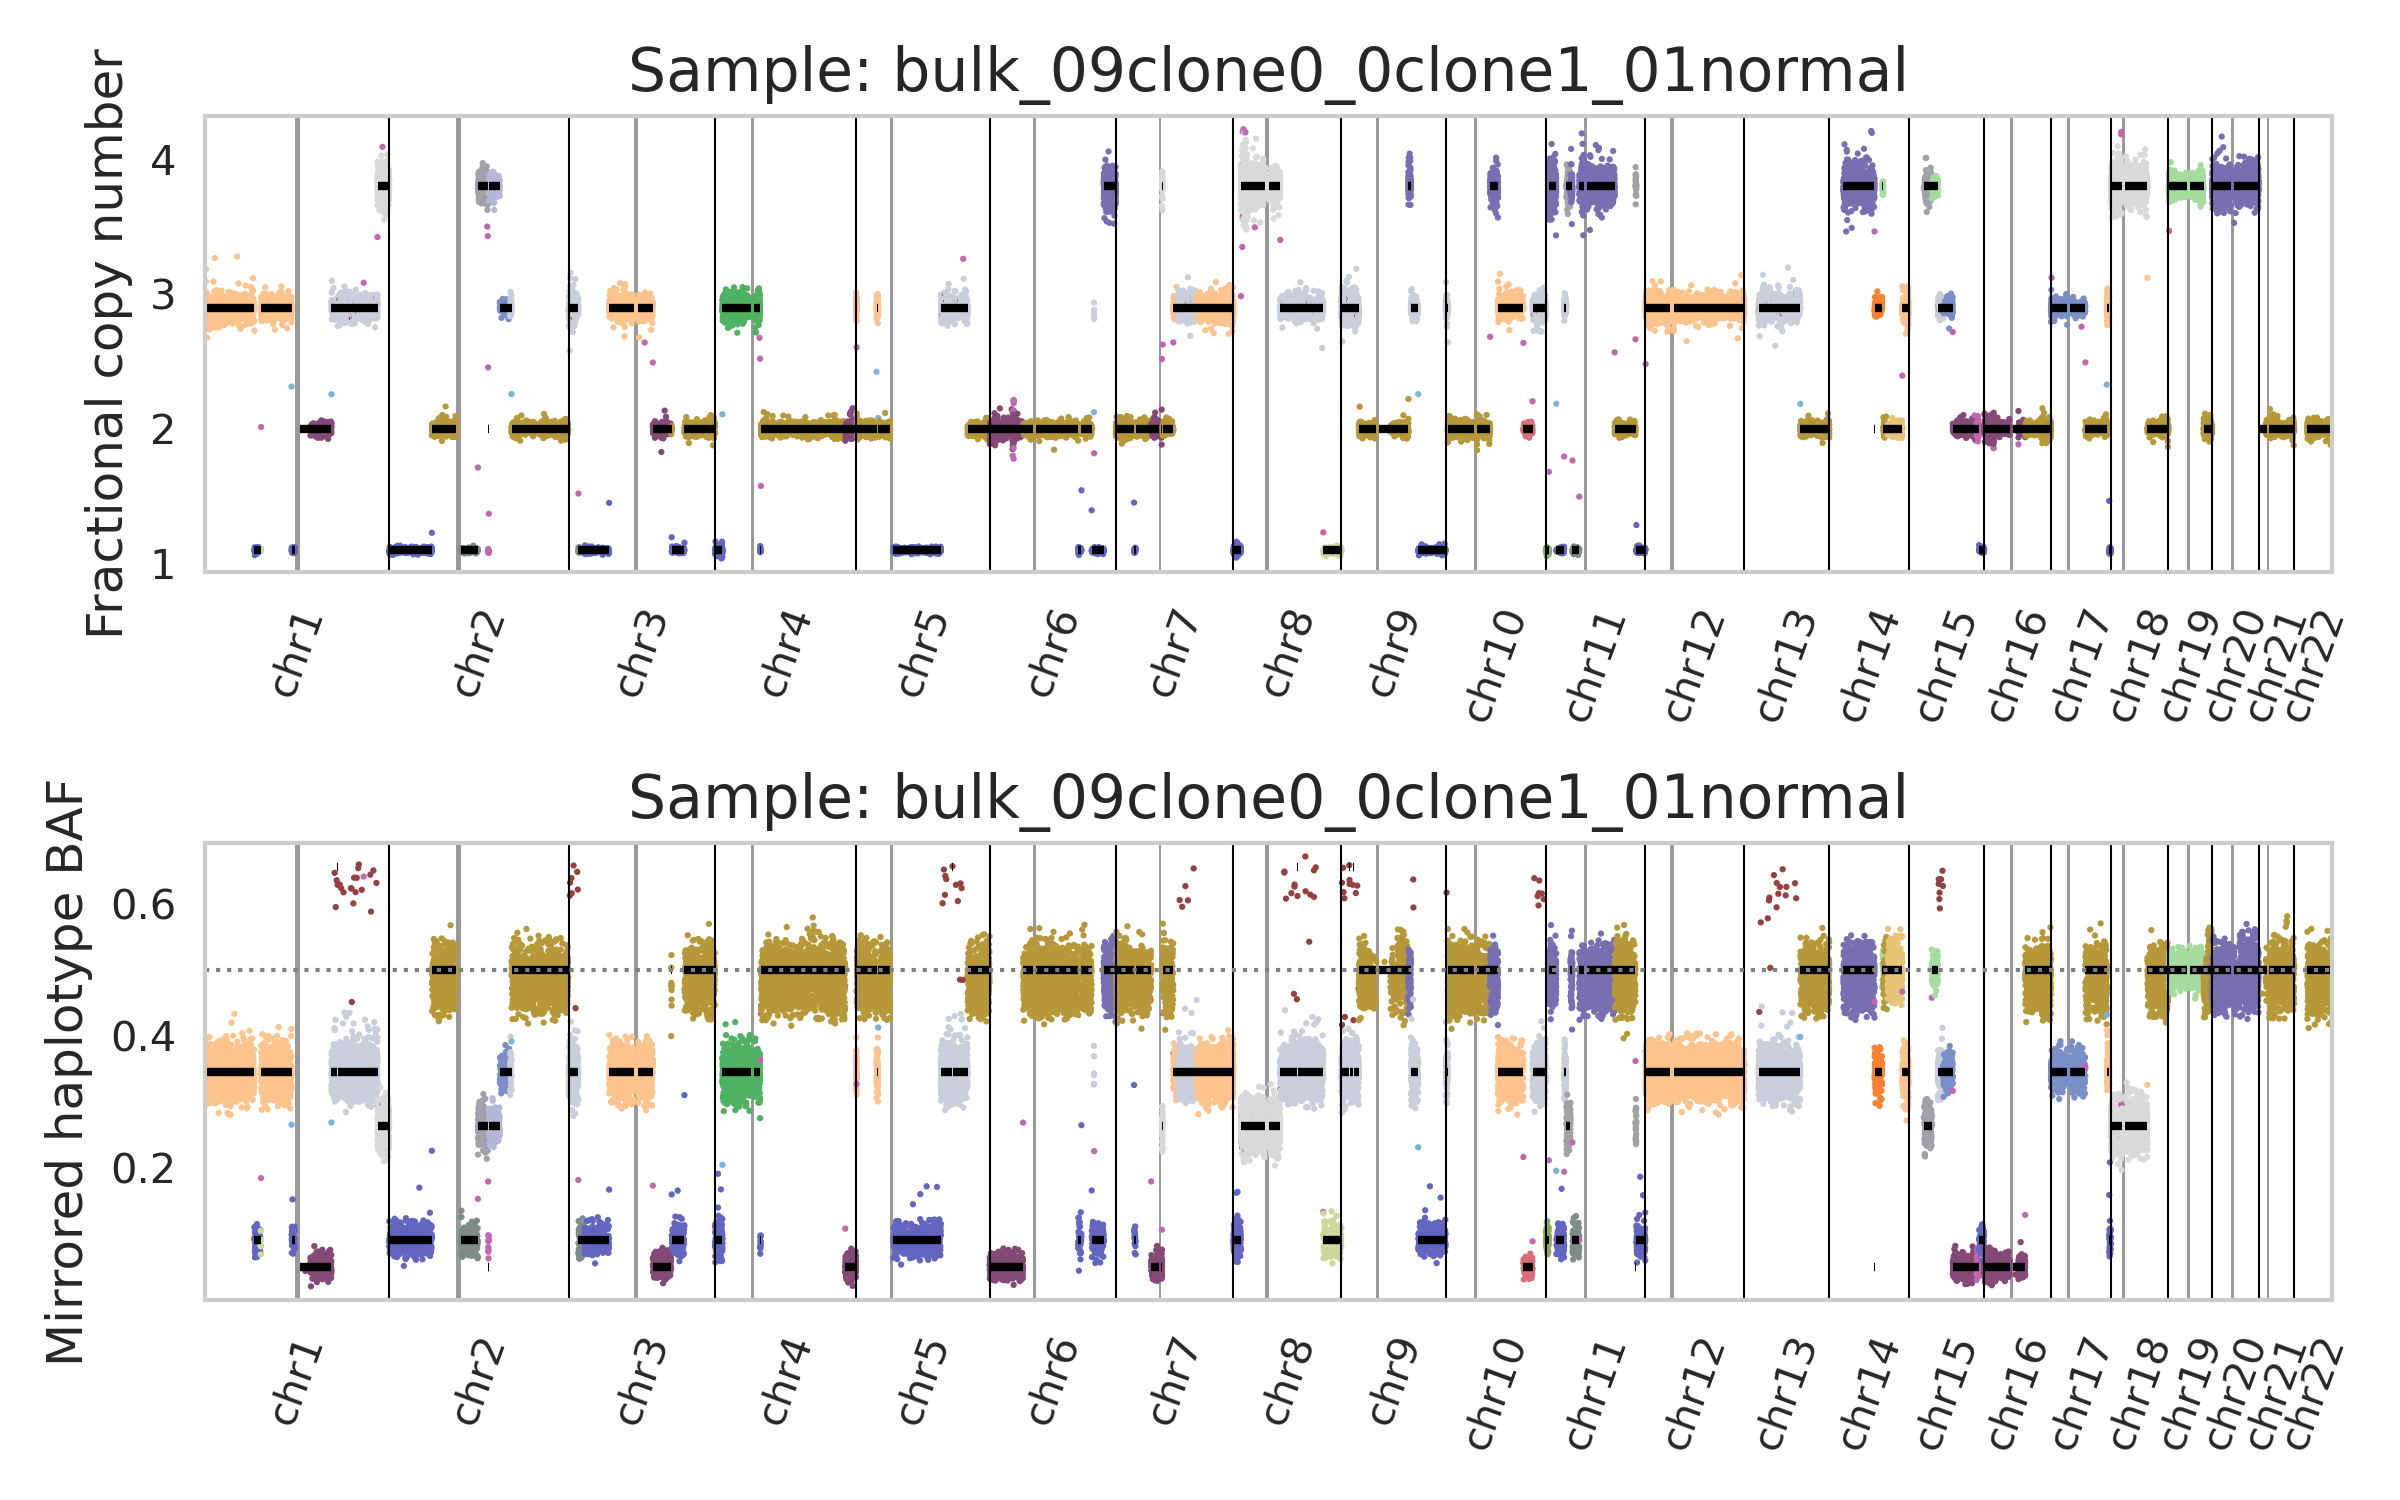 Sample: bulk_09clone0_0clone1_01normal
Fractional copy number
4
3
2
1
chr1
chr2
chr3
chr4
chr5
chr6
chr7
chr8
chr9
chr10
chr11
chr12
chr13
chr14
chr15
chr16
chr17
chr18
chr19
chr20
chr21
chr22
Sample: bulk_09clone0_0clone1_01normal
Mirrored haplotype BAF
0.6
0.4
0.2
chr1
chr2
chr3
chr4
chr5
chr6
chr7
chr8
chr9
chr10
chr11
chr12
chr13
chr14
chr15
chr16
chr17
chr18
chr19
chr20
chr21
chr22